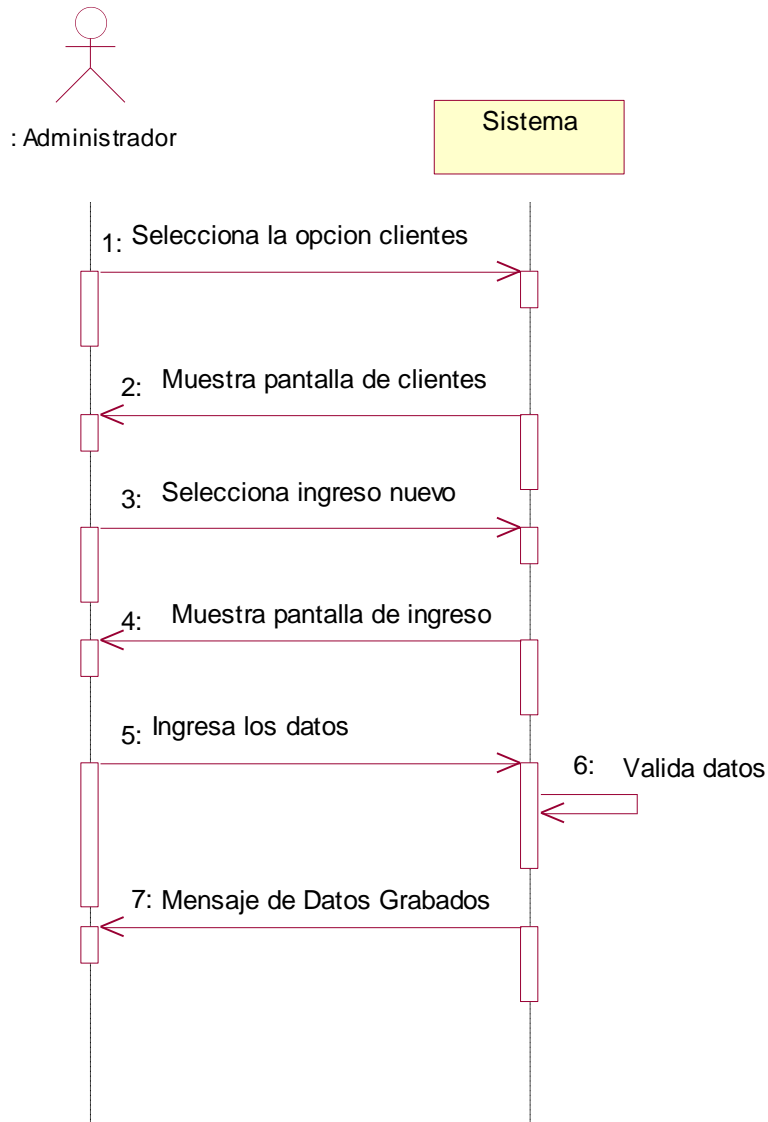 : Administrador
Sistema
1: Selecciona la opcion clientes
2: Muestra pantalla de clientes
3: Selecciona ingreso nuevo
4: Muestra pantalla de ingreso
5: Ingresa los datos
6: Valida datos
7: Mensaje de Datos Grabados